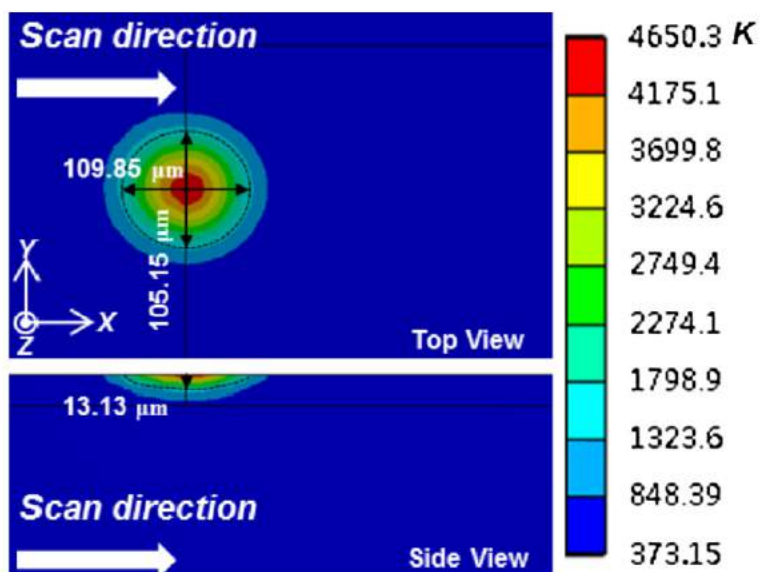 Scan direction
109.85 μm
105.15 μm
Y
X
Z
Top View
13.13 μm
Scan direction
Side View
4650.3 K
4175.1
3699.8
3224.6
2749.4
2274.1
1798.9
1323.6
848.39
373.15